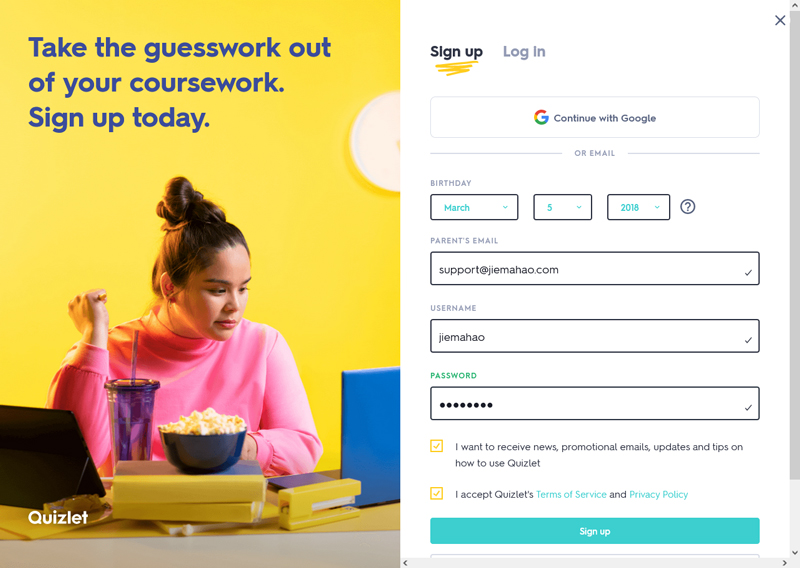 Take the guesswork out
of your coursework.
Sign up today.
Quizlet
Sign up
Log In
Continue with Google
OR EMAIL
BIRTHDAY
March
5
2018
PARENT'S EMAIL
support@jiemahao.com
USERNAME
jiemahao
PASSWORD
I want to receive news, promotional emails, updates and tips on
how to use Quizlet
I accept Quizlet's Terms of Service and Privacy Policy
Sign up